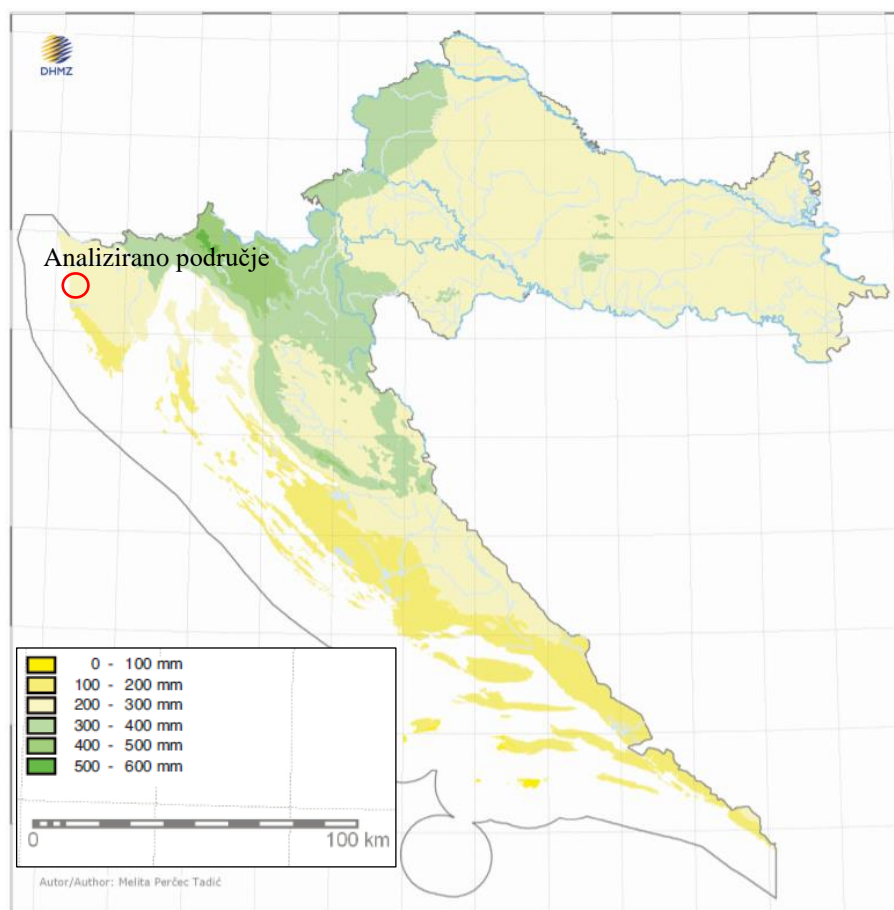 DHMZ
Analizirano područje
0 - 100 mm
100 - 200 mm
200 - 300 mm
300 - 400 mm
400 - 500 mm
500 - 600 mm
0 100 km
Autor/Author: Melita Perčec Tadić